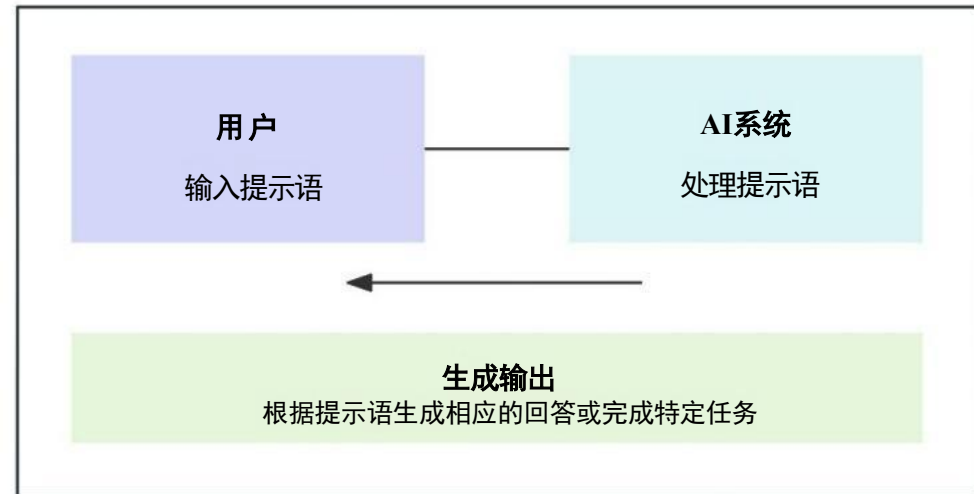 用户
输入提示语
AI系统
处理提示语
生成输出
根据提示语生成相应的回答或完成特定任务